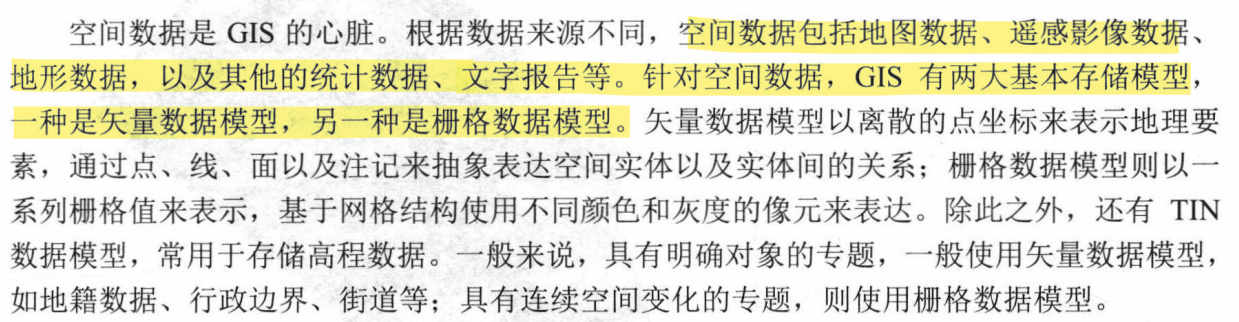 空间数据是 GIS 的心脏。根据数据来源不同，空间数据包括地图数据、遥感影像数据、
地形数据，以及其他的统计数据、文字报告等。针对空间数据，GIS 有两大基本存储模型，
一种是矢量数据模型，另一种是栅格数据模型。矢量数据模型以离散的点坐标来表示地理要
素，通过点、线、面以及注记来抽象表达空间实体以及实体间的关系；栅格数据模型则以一
系列栅格值来表示，基于网格结构使用不同颜色和灰度的像元来表达。除此之外，还有 TIN
数据模型，常用于存储高程数据。一般来说，具有明确对象的专题，一般使用矢量数据模型，
如地籍数据、行政边界、街道等；具有连续空间变化的专题，则使用栅格数据模型。